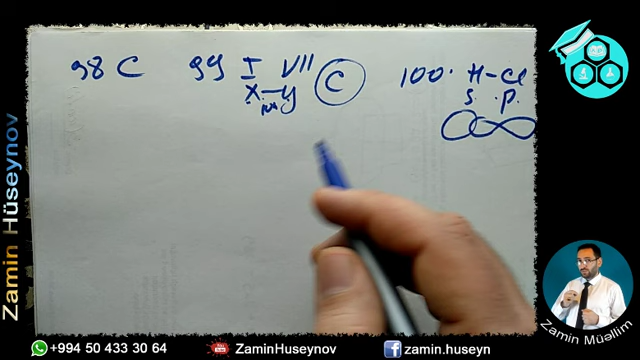 98 C 99 I VII C 100. H-Cl
X-y s. p.
Zamin Hüseynov
Zamin Müəllim
+994 50 433 30 64 ZaminHuseynov zamin.huseyn